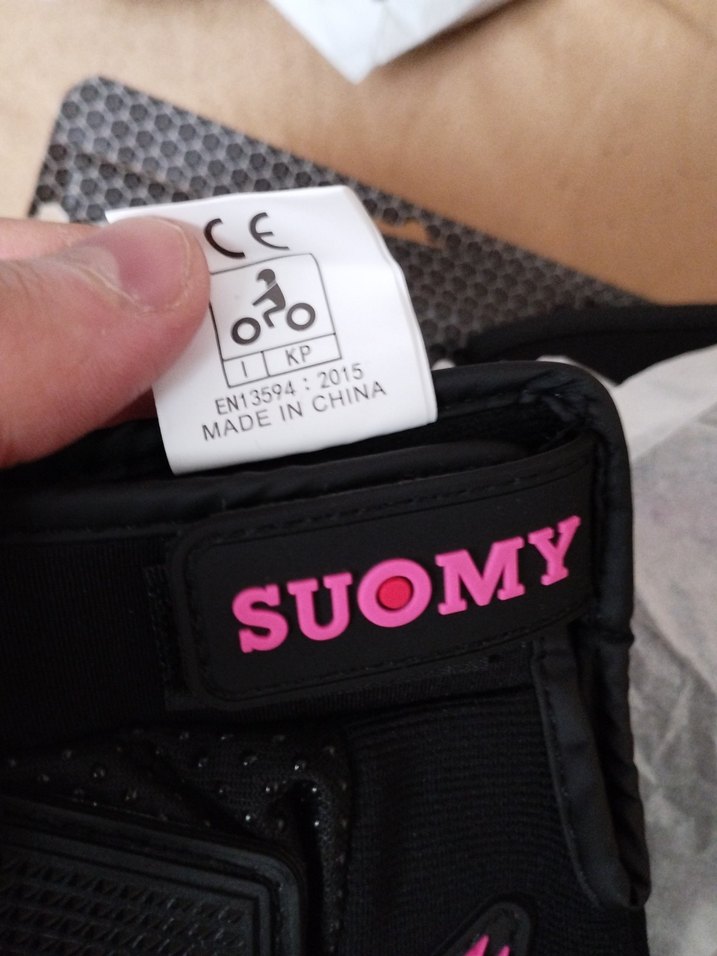 CE
I KP
EN13594 : 2015
MADE IN CHINA
SUOMY